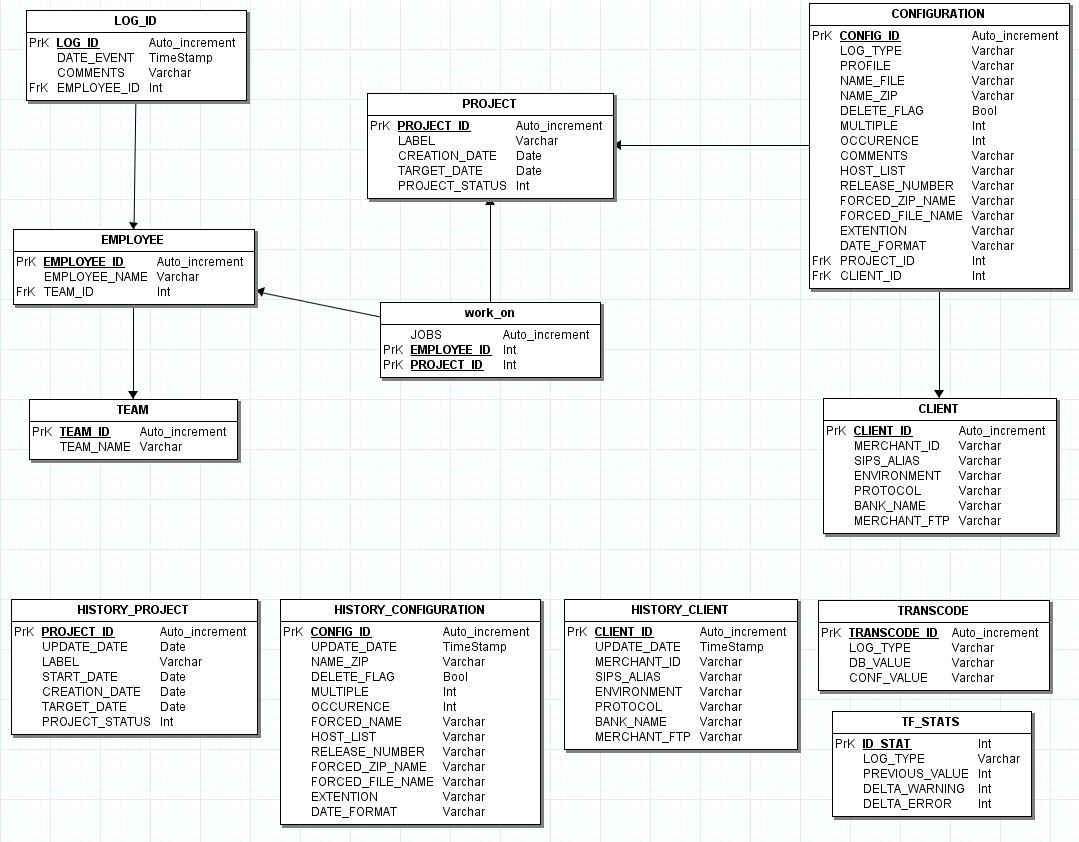 LOG_ID
PrK LOG_ID Auto_increment
DATE_EVENT TimeStamp
COMMENTS Varchar
FrK EMPLOYEE_ID Int
CONFIGURATION
PrK CONFIG_ID Auto_increment
LOG_TYPE Varchar
PROFILE Varchar
NAME_FILE Varchar
NAME_ZIP Varchar
DELETE_FLAG Bool
MULTIPLE Int
OCCURENCE Int
COMMENTS Varchar
HOST_LIST Varchar
RELEASE_NUMBER Varchar
FORCED_ZIP_NAME Varchar
FORCED_FILE_NAME Varchar
EXTENTION Varchar
DATE_FORMAT Varchar
FrK PROJECT_ID Int
FrK CLIENT_ID Int
PROJECT
PrK PROJECT_ID Auto_increment
LABEL Varchar
CREATION_DATE Date
TARGET_DATE Date
PROJECT_STATUS Int
EMPLOYEE
PrK EMPLOYEE_ID Auto_increment
EMPLOYEE_NAME Varchar
FrK TEAM_ID Int
work_on
JOBS Auto_increment
PrK EMPLOYEE_ID Int
PrK PROJECT_ID Int
TEAM
PrK TEAM_ID Auto_increment
TEAM_NAME Varchar
CLIENT
PrK CLIENT_ID Auto_increment
MERCHANT_ID Varchar
SIPS_ALIAS Varchar
ENVIRONMENT Varchar
PROTOCOL Varchar
BANK_NAME Varchar
MERCHANT_FTP Varchar
HISTORY_PROJECT
PrK PROJECT_ID Auto_increment
UPDATE_DATE Date
LABEL Varchar
START_DATE Date
CREATION_DATE Date
TARGET_DATE Date
PROJECT_STATUS Int
HISTORY_CONFIGURATION
PrK CONFIG_ID Auto_increment
UPDATE_DATE TimeStamp
NAME_ZIP Varchar
DELETE_FLAG Bool
MULTIPLE Int
OCCURENCE Int
FORCED_NAME Varchar
HOST_LIST Varchar
RELEASE_NUMBER Varchar
FORCED_ZIP_NAME Varchar
FORCED_FILE_NAME Varchar
EXTENTION Varchar
DATE_FORMAT Varchar
HISTORY_CLIENT
PrK CLIENT_ID Auto_increment
UPDATE_DATE TimeStamp
MERCHANT_ID Varchar
SIPS_ALIAS Varchar
ENVIRONMENT Varchar
PROTOCOL Varchar
BANK_NAME Varchar
MERCHANT_FTP Varchar
TRANSCODE
PrK TRANSCODE_ID Auto_increment
LOG_TYPE Varchar
DB_VALUE Varchar
CONF_VALUE Varchar
TF_STATS
PrK ID_STAT Int
LOG_TYPE Varchar
PREVIOUS_VALUE Int
DELTA_WARNING Int
DELTA_ERROR Int